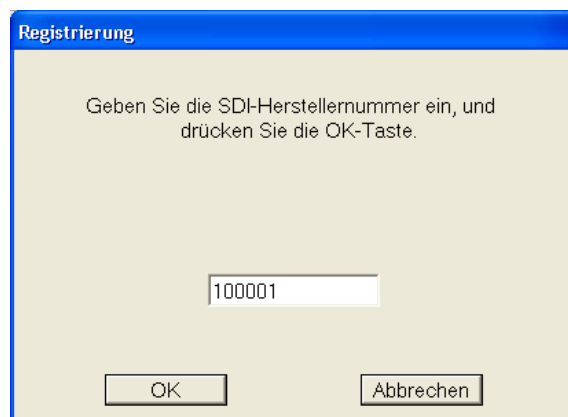 Registrierung
Geben Sie die SDI-Herstellernummer ein, und
drücken Sie die OK-Taste.
100001
OK
Abbrechen